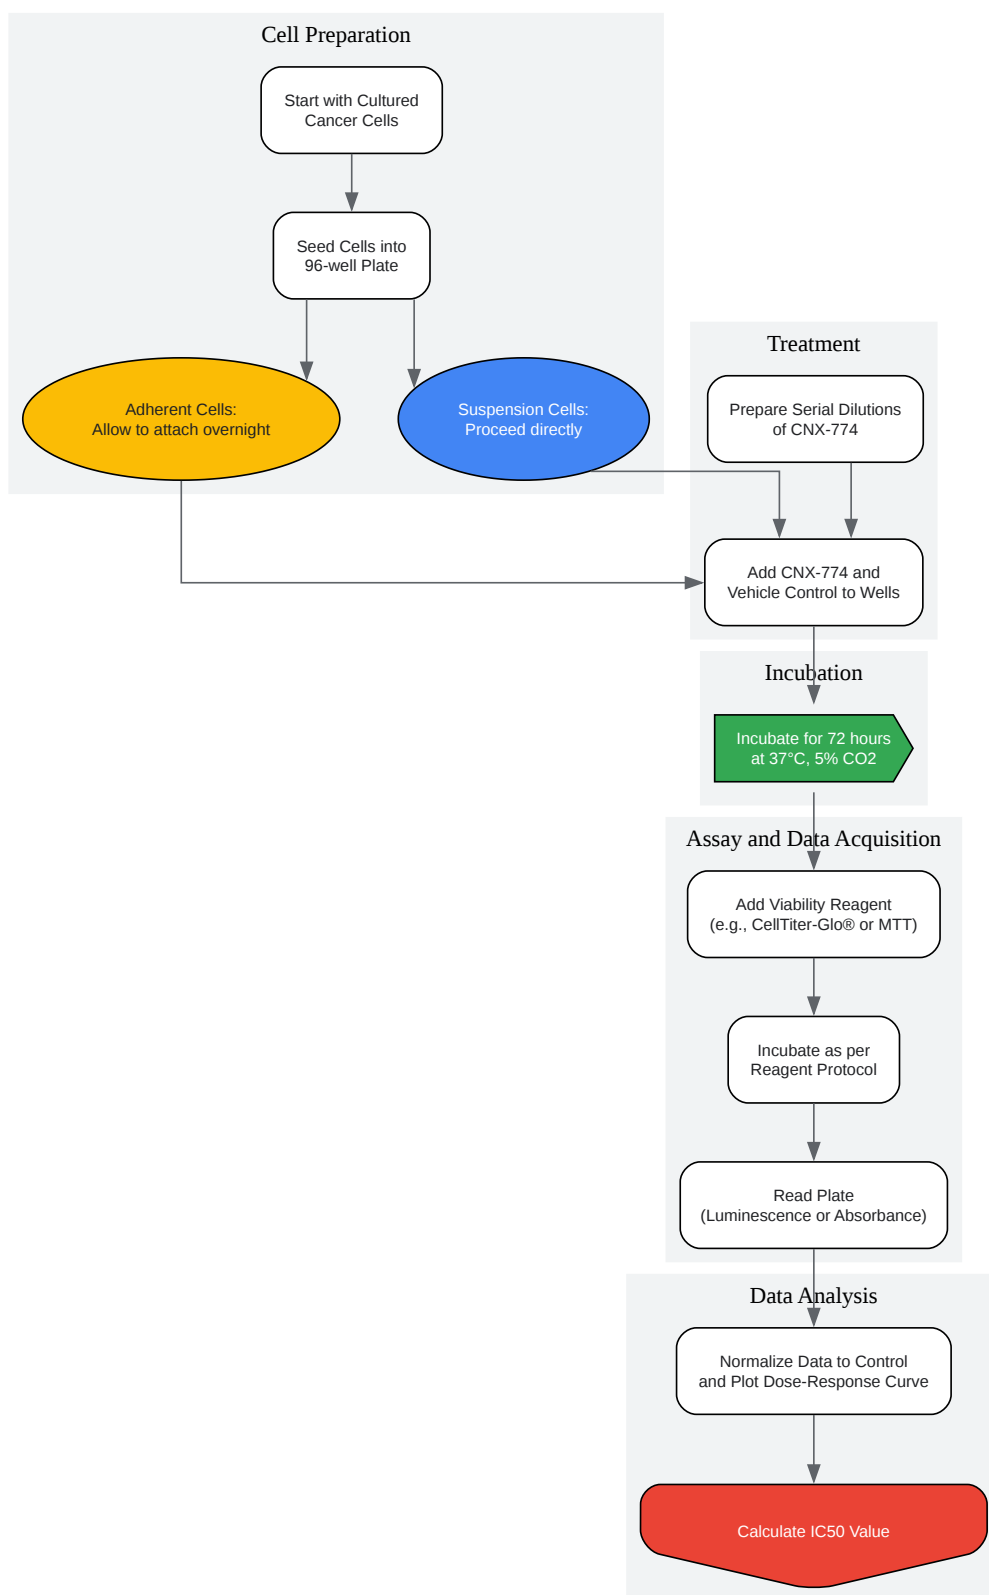 Cell Preparation
Start with Cultured
Cancer Cells
Seed Cells into
96-well Plate
Adherent Cells:
Allow to attach overnight
Suspension Cells:
Proceed directly
Treatment
Prepare Serial Dilutions
of CNX-774
Add CNX-774 and
Vehicle Control to Wells
Incubation
Incubate for 72 hours
at 37°C, 5% CO2
Assay and Data Acquisition
Add Viability Reagent
(e.g., CellTiter-Glo® or MTT)
Incubate as per
Reagent Protocol
Read Plate
(Luminescence or Absorbance)
Data Analysis
Normalize Data to Control
and Plot Dose-Response Curve
Calculate IC50 Value